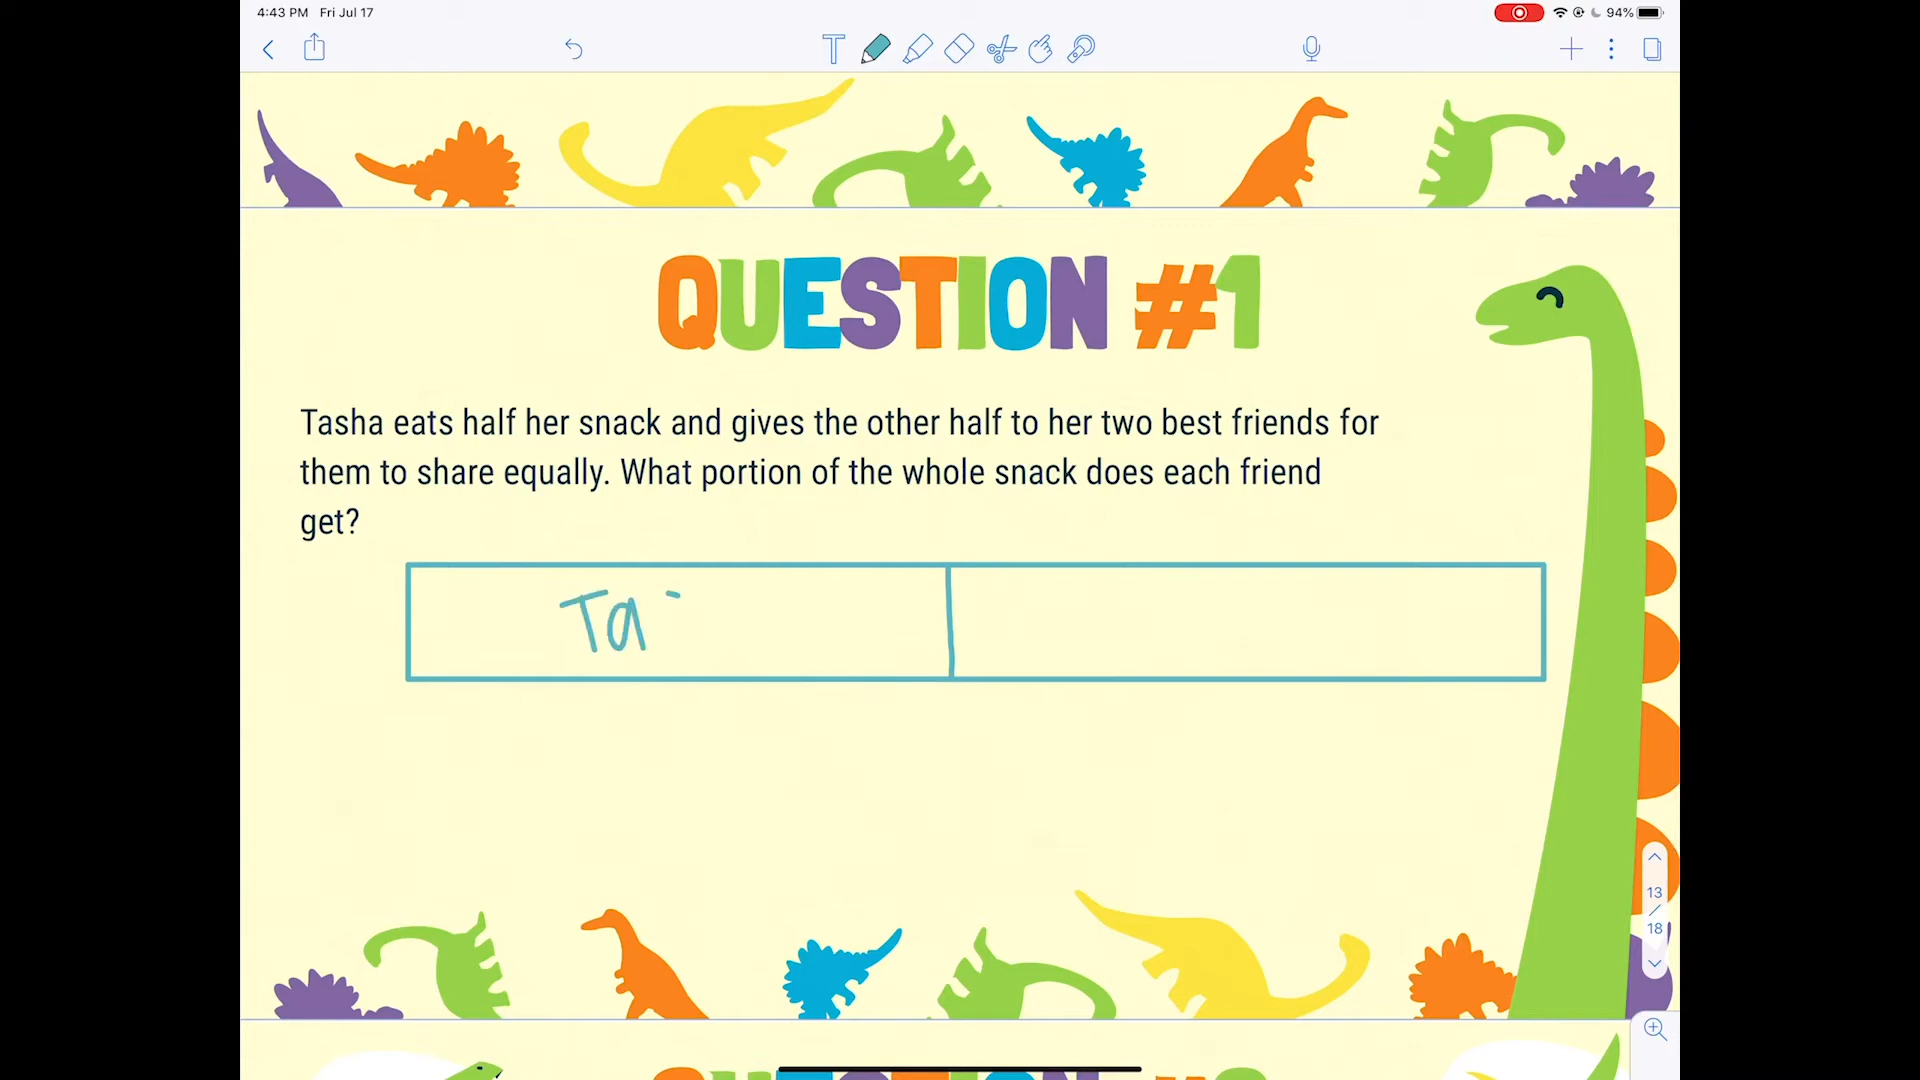 4:43 PM Fri Jul 17
94%
QUESTION #1
Tasha eats half her snack and gives the other half to her two best friends for
them to share equally. What portion of the whole snack does each friend
get?
Ta
13
18